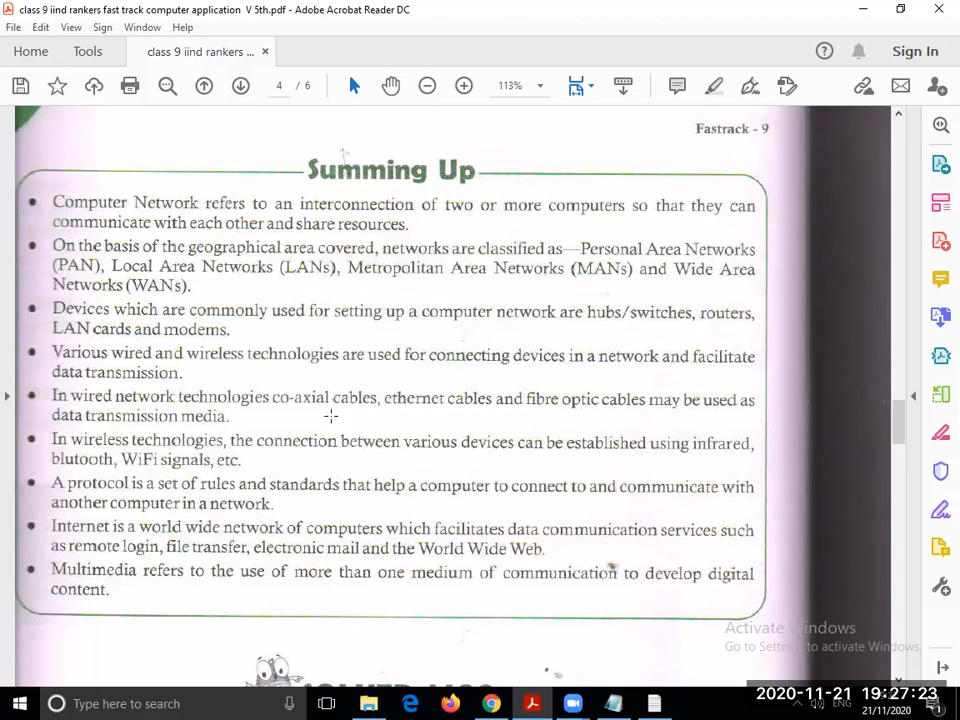 class 9 iind rankers fast track computer application V 5th.pdf - Adobe Acrobat Reader DC
File Edit View Sign Window Help
Home Tools class 9 iind rankers ... × Sign In
4 / 6 113%
Fastrack - 9
Summing Up
• Computer Network refers to an interconnection of two or more computers so that they can
communicate with each other and share resources.
• On the basis of the geographical area covered, networks are classified as—Personal Area Networks
(PAN), Local Area Networks (LANs), Metropolitan Area Networks (MANs) and Wide Area
Networks (WANs).
• Devices which are commonly used for setting up a computer network are hubs/switches, routers,
LAN cards and modems.
• Various wired and wireless technologies are used for connecting devices in a network and facilitate
data transmission.
• In wired network technologies co-axial cables, ethernet cables and fibre optic cables may be used as
data transmission media.
• In wireless technologies, the connection between various devices can be established using infrared,
blutooth, WiFi signals, etc.
• A protocol is a set of rules and standards that help a computer to connect to and communicate with
another computer in a network.
• Internet is a world wide network of computers which facilitates data communication services such
as remote login, file transfer, electronic mail and the World Wide Web.
• Multimedia refers to the use of more than one medium of communication to develop digital
content.
Activate Windows
Go to Settings to activate Windows.
Type here to search
2020-11-21 19:27:23
ENG 21/11/2020